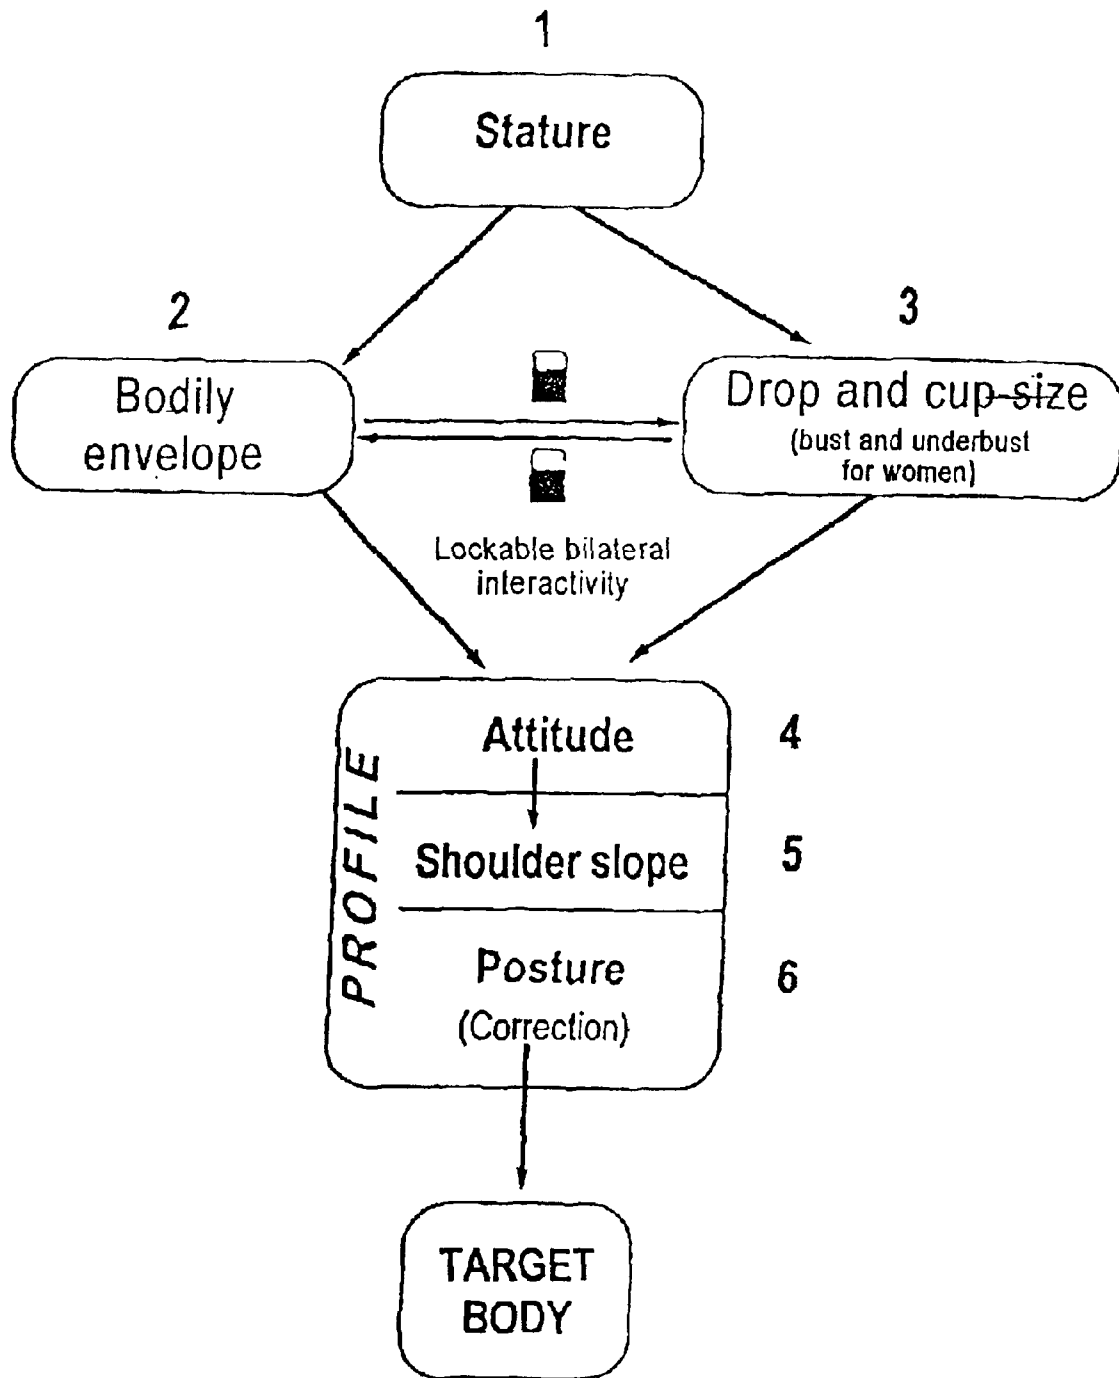 1
Stature
2
3
Bodily
envelope
Drop and cup-size
(bust and underbust
for women)
Lockable bilateral
interactivity
PROFILE
Attitude
4
Shoulder slope
5
Posture
(Correction)
6
TARGET
BODY